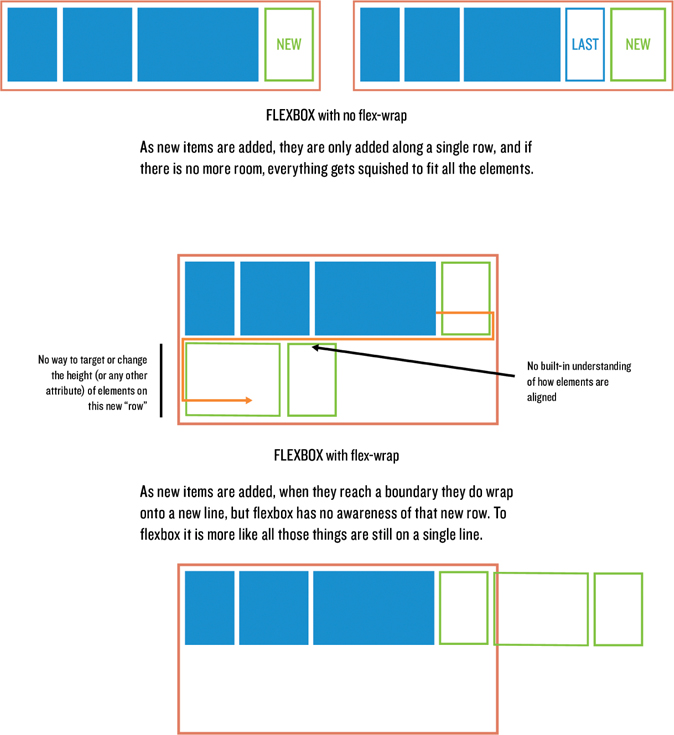 NEW
LAST
NEW
FLEXBOX with no flex-wrap
As new items are added, they are only added along a single row, and if
there is no more room, everything gets squished to fit all the elements.
No way to target or change
the height (or any other
attribute) of elements on
this new “row”
No built-in understanding
of how elements are
aligned
FLEXBOX with flex-wrap
As new items are added, when they reach a boundary they do wrap
onto a new line, but flexbox has no awareness of that new row. To
flexbox it is more like all those things are still on a single line.